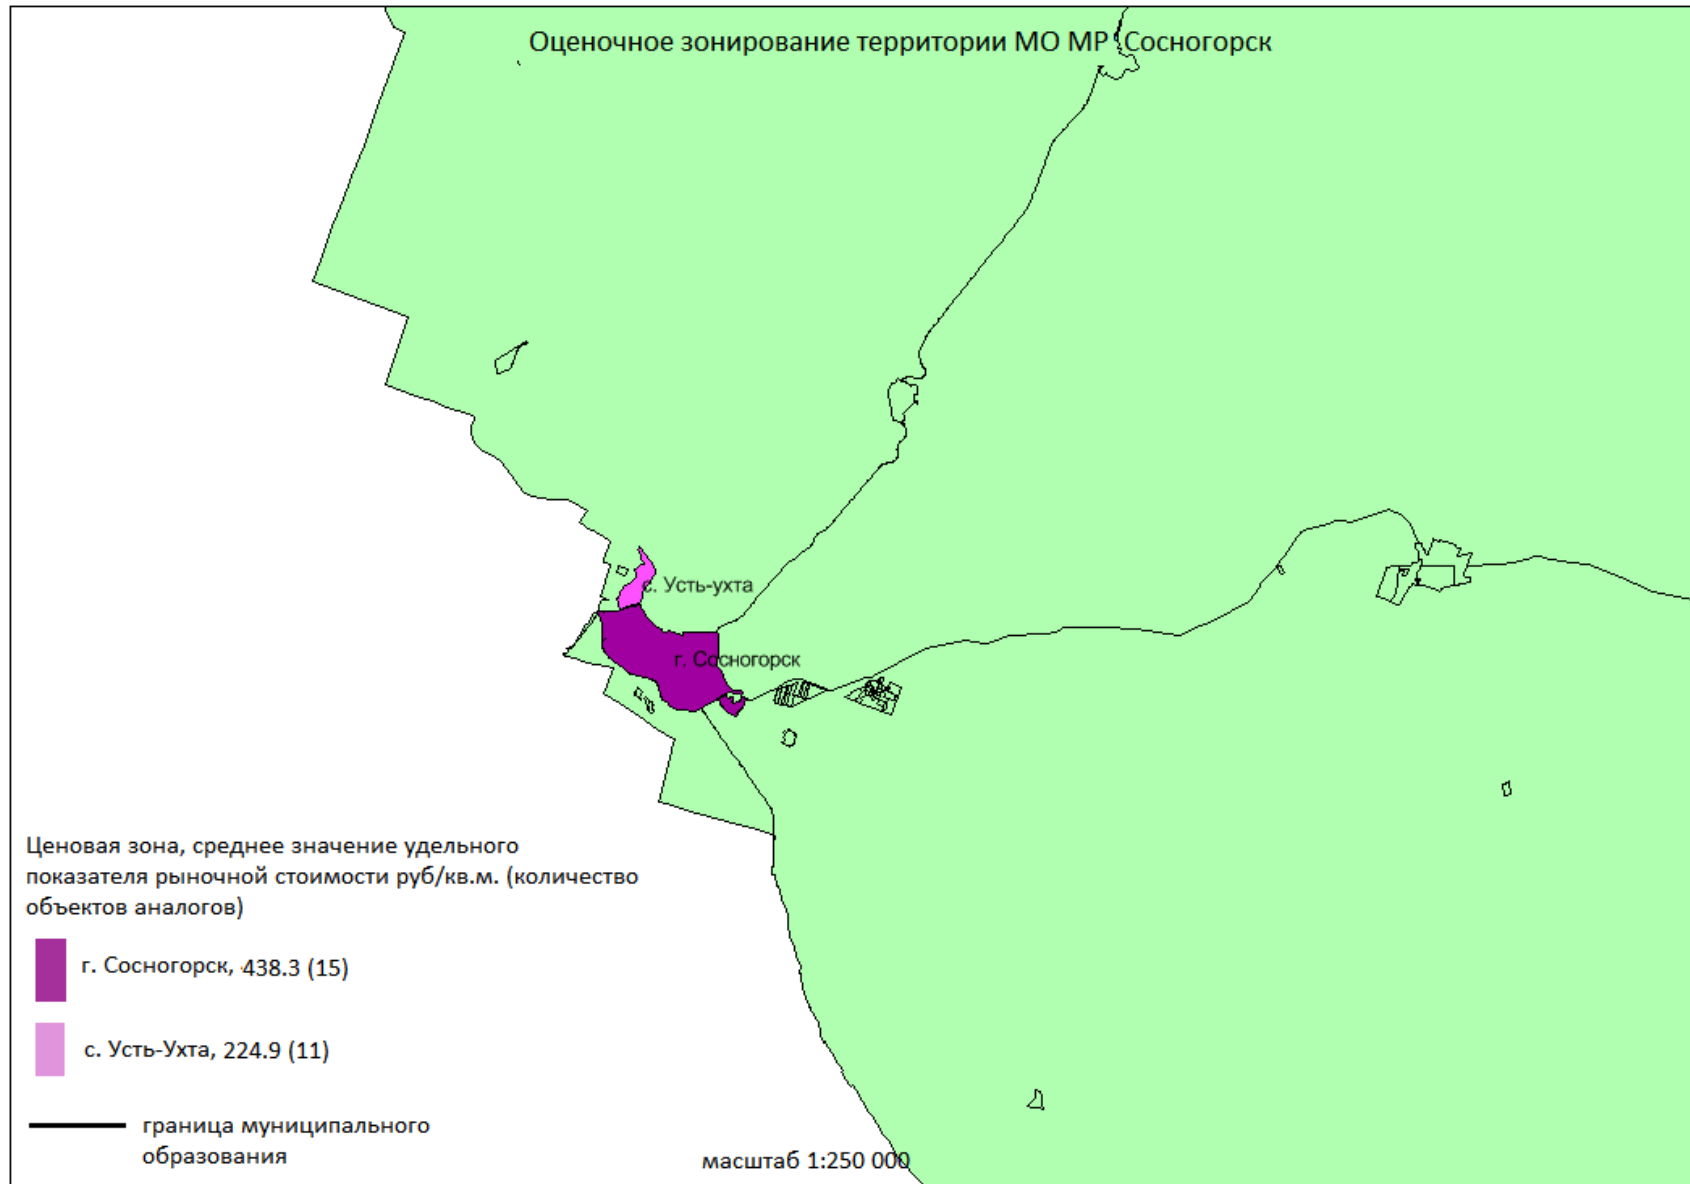 Оценочное зонирование территории МО МР Сосногорск
с. Усть-ухта
г. Сосногорск
Ценовая зона, среднее значение удельного
показателя рыночной стоимости руб/кв.м. (количество
объектов аналогов)
г. Сосногорск, 438.3 (15)
с. Усть-Ухта, 224.9 (11)
граница муниципального
образования
масштаб 1:250 000